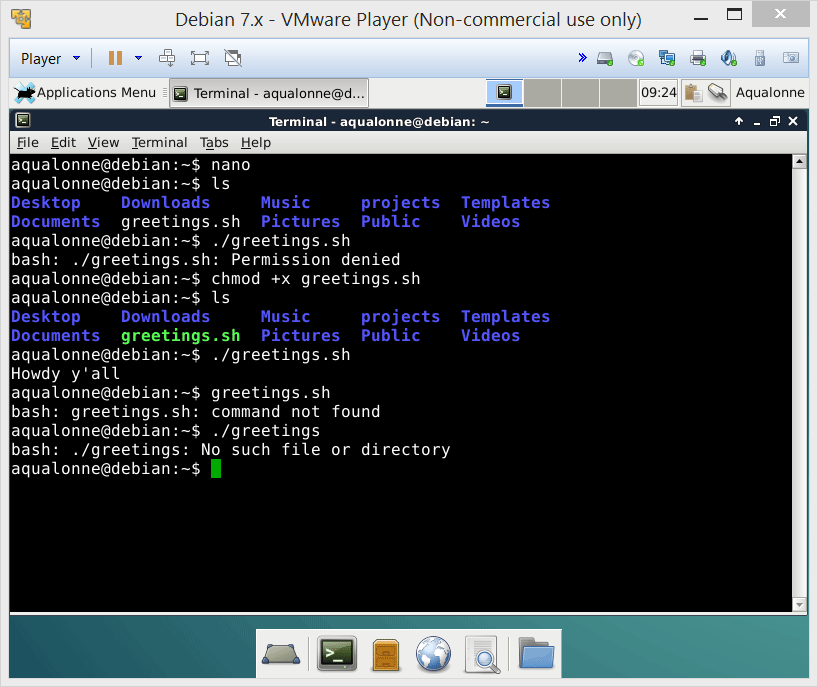 Debian 7.x - VMware Player (Non-commercial use only)
Player
Applications Menu Terminal - aqualonne@d... 09:24 Aqualonne
Terminal - aqualonne@debian: ~
File Edit View Terminal Tabs Help
aqualonne@debian:~$ nano
aqualonne@debian:~$ ls
Desktop Downloads Music projects Templates
Documents greetings.sh Pictures Public Videos
aqualonne@debian:~$ ./greetings.sh
bash: ./greetings.sh: Permission denied
aqualonne@debian:~$ chmod +x greetings.sh
aqualonne@debian:~$ ls
Desktop Downloads Music projects Templates
Documents greetings.sh Pictures Public Videos
aqualonne@debian:~$ ./greetings.sh
Howdy y'all
aqualonne@debian:~$ greetings.sh
bash: greetings.sh: command not found
aqualonne@debian:~$ ./greetings
bash: ./greetings: No such file or directory
aqualonne@debian:~$